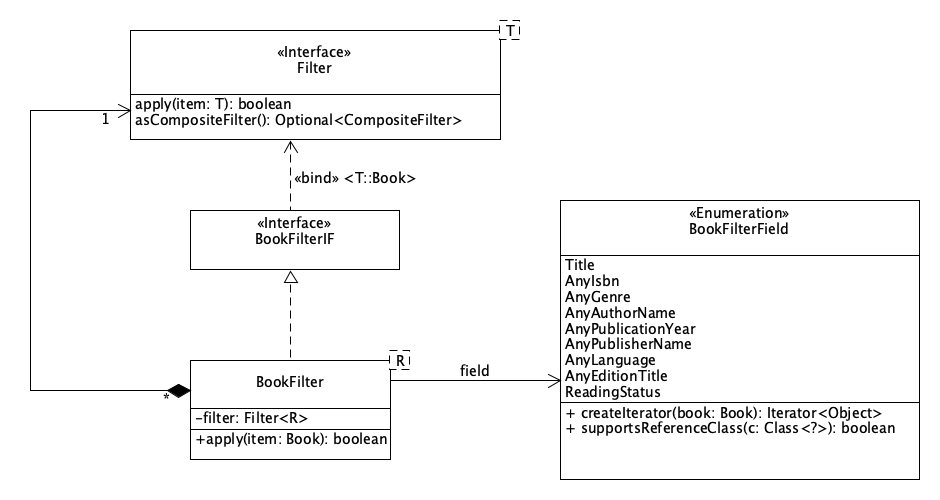 T
«Interface»
Filter
apply(item: T): boolean
asCompositeFilter(): Optional<CompositeFilter>
1
«bind» <T::Book>
«Interface»
BookFilterIF
«Enumeration»
BookFilterField
Title
AnyIsbn
AnyGenre
AnyAuthorName
AnyPublicationYear
AnyPublisherName
AnyLanguage
AnyEditionTitle
ReadingStatus
+ createIterator(book: Book): Iterator<Object>
+ supportsReferenceClass(c: Class<?>): boolean
R
BookFilter
field
*
-filter: Filter<R>
+apply(item: Book): boolean